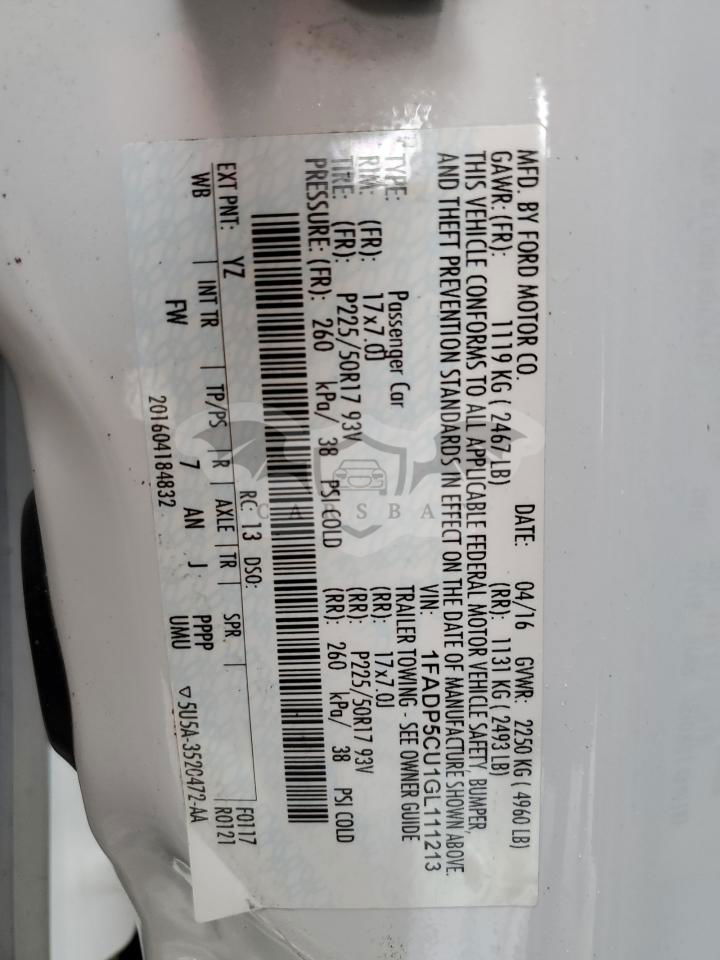 MFD. BY FORD MOTOR CO. DATE: 04/16 GVWR: 2250 KG ( 4960 LB)
GAWR: (FR): 1119 KG ( 2467 LB) (RR): 1131 KG ( 2493 LB)
THIS VEHICLE CONFORMS TO ALL APPLICABLE FEDERAL MOTOR VEHICLE SAFETY, BUMPER,
AND THEFT PREVENTION STANDARDS IN EFFECT ON THE DATE OF MANUFACTURE SHOWN ABOVE.
VIN: 1FADP5CU1GL111213
TYPE: Passenger Car TRAILER TOWING - SEE OWNER GUIDE
RIM: (FR): 17x7.0J (RR): 17x7.0J
TIRE: (FR): P225/50R17 93V (RR): P225/50R17 93V
PRESSURE: (FR): 260 kPa/ 38 PSI COLD (RR): 260 kPa/ 38 PSI COLD
EXT PNT: YZ RC: 13 DSO: F0117
WB INT TR TP/PS R AXLE TR SPR R0121
FW 7 AN J PPPP
UMU
201604184832 ▽5U5A-3520472-AA
CARSBA